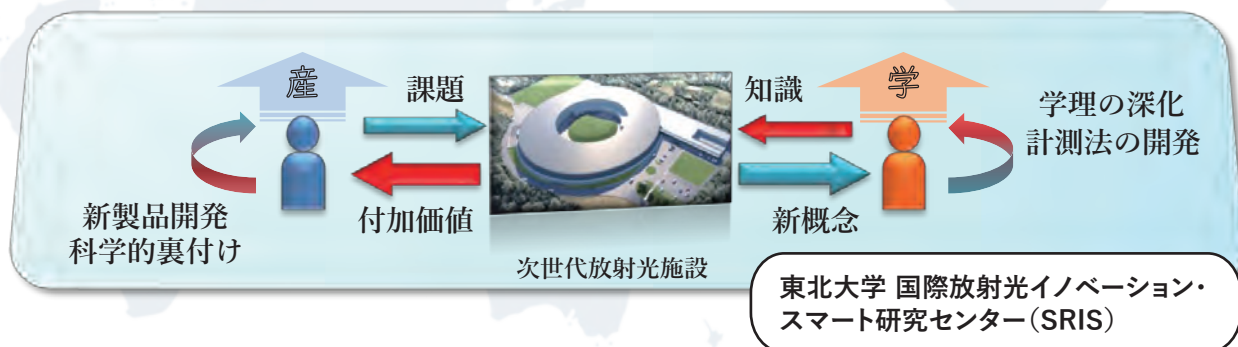 産
課題
知識
学
学理の深化
計測法の開発
新製品開発
科学的裏付け
付加価値
新概念
次世代放射光施設
東北大学 国際放射光イノベーション・
スマート研究センター（SRIS）